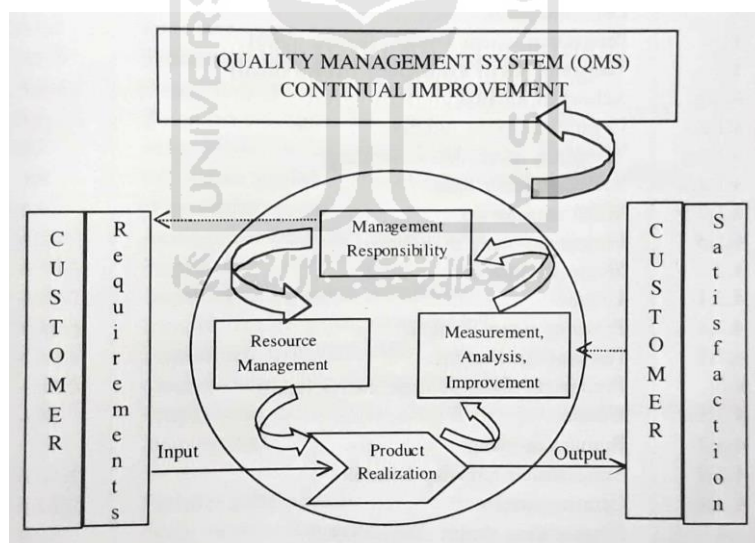 QUALITY MANAGEMENT SYSTEM (QMS)
CONTINUAL IMPROVEMENT
CUSTOMER
Requirements
Management
Responsibility
Resource
Management
Measurement,
Analysis,
Improvement
Product
Realization
Input
Output
CUSTOMER
Satisfaction